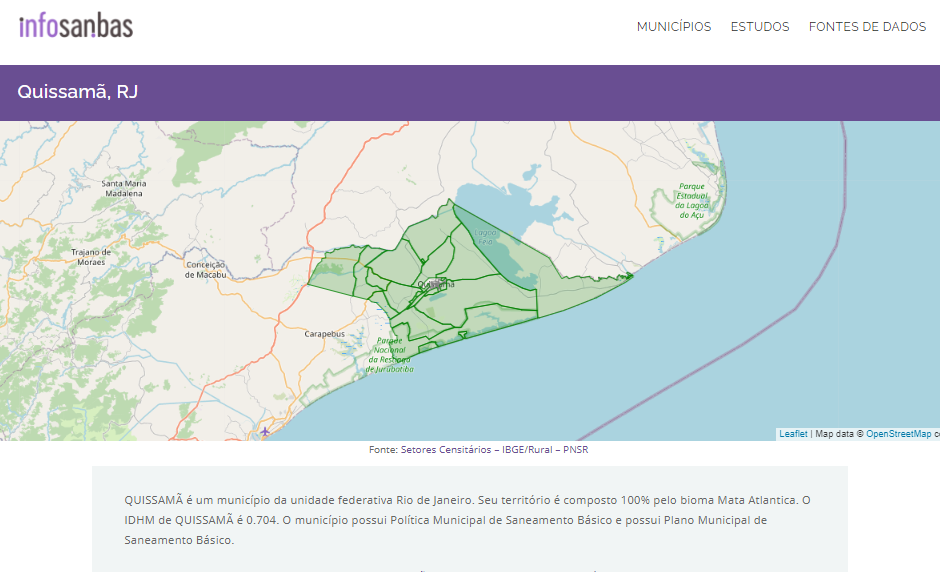 infosanbas
MUNICÍPIOS ESTUDOS FONTES DE DADOS
Quissamã, RJ
Santa Maria
Madalena
Parque
Estadual
da Lagoa
do Açu
Lagoa
Feia
Trajano de
Moraes
Conceição
de Macabu
Quissamã
Carapebus
Parque
Nacional
da Restinga
de Jurubatiba
Leaflet | Map data © OpenStreetMap co
Fonte: Setores Censitários – IBGE/Rural – PNSR
QUISSAMÃ é um município da unidade federativa Rio de Janeiro. Seu território é composto 100% pelo bioma Mata Atlantica. O
IDHM de QUISSAMÃ é 0.704. O município possui Política Municipal de Saneamento Básico e possui Plano Municipal de
Saneamento Básico.